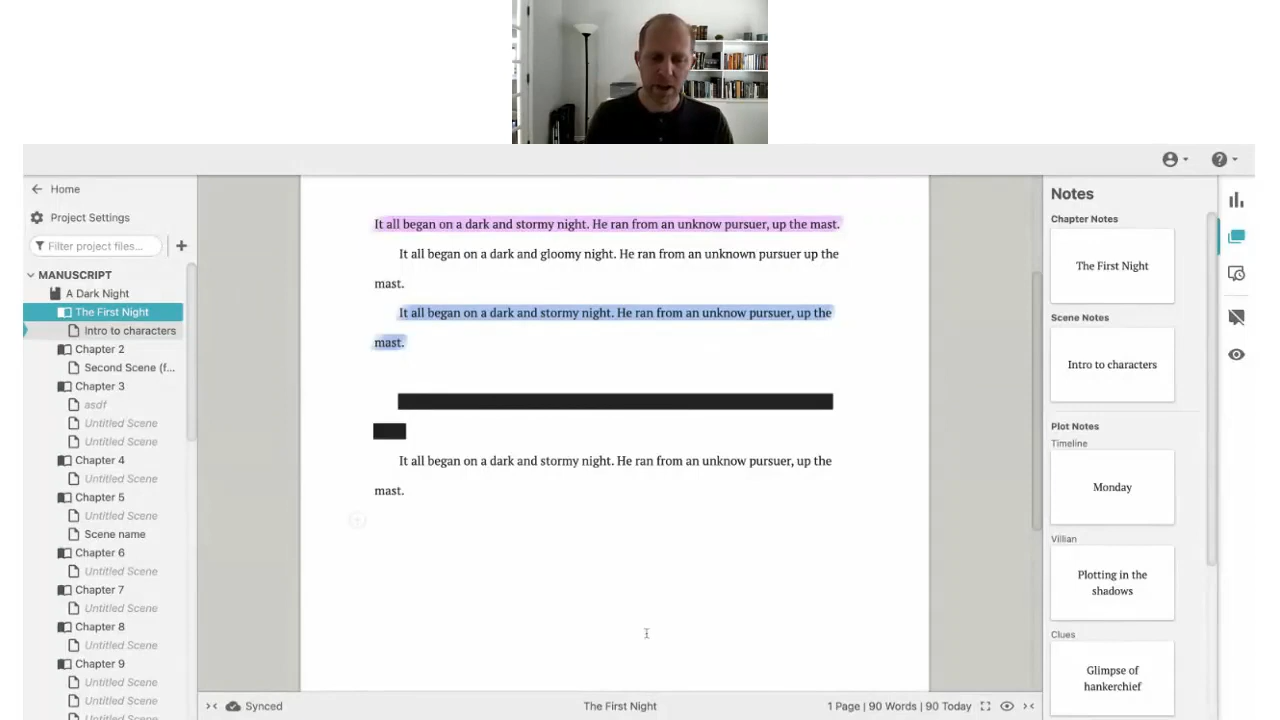 Home
Project Settings
Filter project files...
MANUSCRIPT
A Dark Night
The First Night
Intro to characters
Chapter 2
Second Scene (f...
Chapter 3
asdf
Untitled Scene
Untitled Scene
Chapter 4
Untitled Scene
Chapter 5
Untitled Scene
Scene name
Chapter 6
Untitled Scene
Chapter 7
Untitled Scene
Chapter 8
Untitled Scene
Chapter 9
Untitled Scene
Untitled Scene
Untitled Scene
It all began on a dark and stormy night. He ran from an unknow pursuer, up the mast.
It all began on a dark and gloomy night. He ran from an unknown pursuer up the
mast.
It all began on a dark and stormy night. He ran from an unknow pursuer, up the
mast.
It all began on a dark and stormy night. He ran from an unknow pursuer, up the
mast.
Synced
The First Night
1 Page | 90 Words | 90 Today
Notes
Chapter Notes
The First Night
Scene Notes
Intro to characters
Plot Notes
Timeline
Monday
Villian
Plotting in the
shadows
Clues
Glimpse of
hankerchief